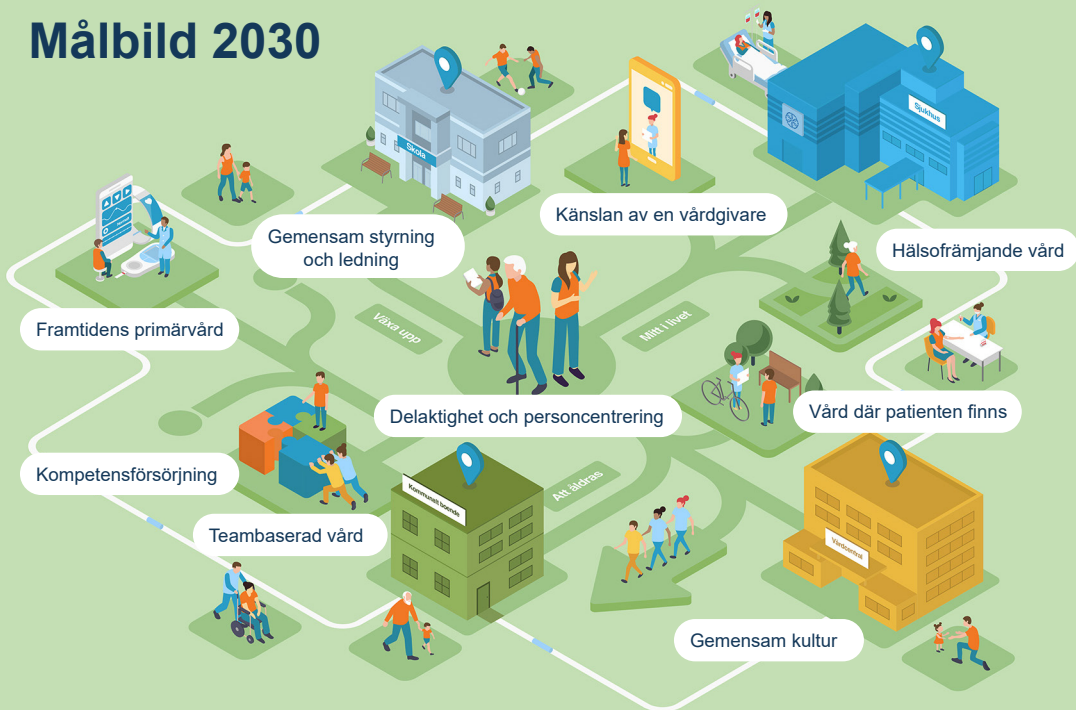 Målbild 2030
Sjukhus
Skola
Känslan av en vårdgivare
Gemensam styrning
och ledning
Hälsofrämjande vård
Framtidens primärvård
Växa upp
Mitt i livet
Delaktighet och personcentrering
Vård där patienten finns
Kompetensförsörjning
Kommunalt boende
Att åldras
Teambaserad vård
Vårdcentral
Gemensam kultur